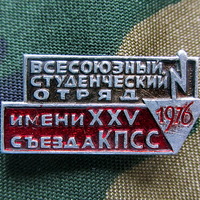 ВСЕСОЮЗНЫЙ
СТУДЕНЧЕСКИЙ
ОТРЯД
ИМЕНИ XXV
СЪЕЗДА КПСС
1976